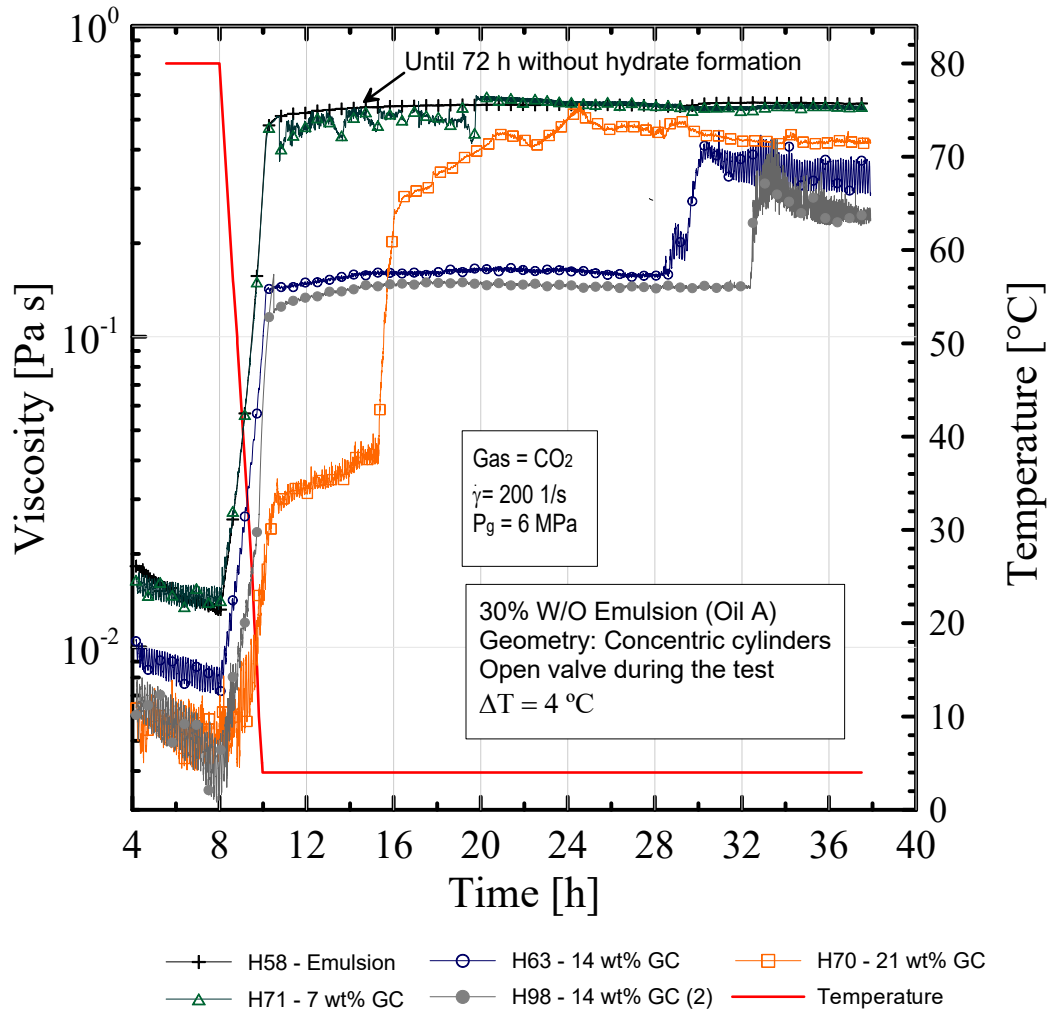 10⁰
80
Until 72 h without hydrate formation
70
60
10⁻¹
50
Viscosity [Pa s]
Temperature [°C]
40
Gas = CO₂
γ̇= 200 1/s
P₉ = 6 MPa
30
30% W/O Emulsion (Oil A)
Geometry: Concentric cylinders
Open valve during the test
ΔT = 4 ºC
20
10⁻²
10
0
4 8 12 16 20 24 28 32 36 40
Time [h]
H58 - Emulsion H63 - 14 wt% GC H70 - 21 wt% GC
H71 - 7 wt% GC H98 - 14 wt% GC (2) Temperature